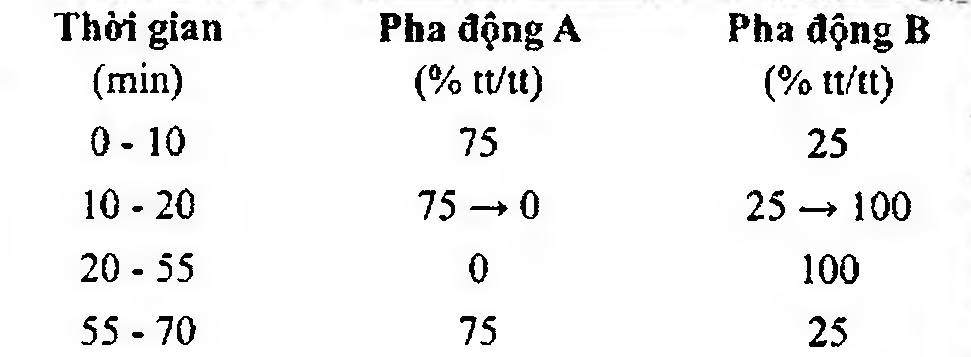 Thời gian Pha động A Pha động B
(min) (% tt/tt) (% tt/tt)
0 - 10 75 25
10 - 20 75 → 0 25 → 100
20 - 55 0 100
55 - 70 75 25